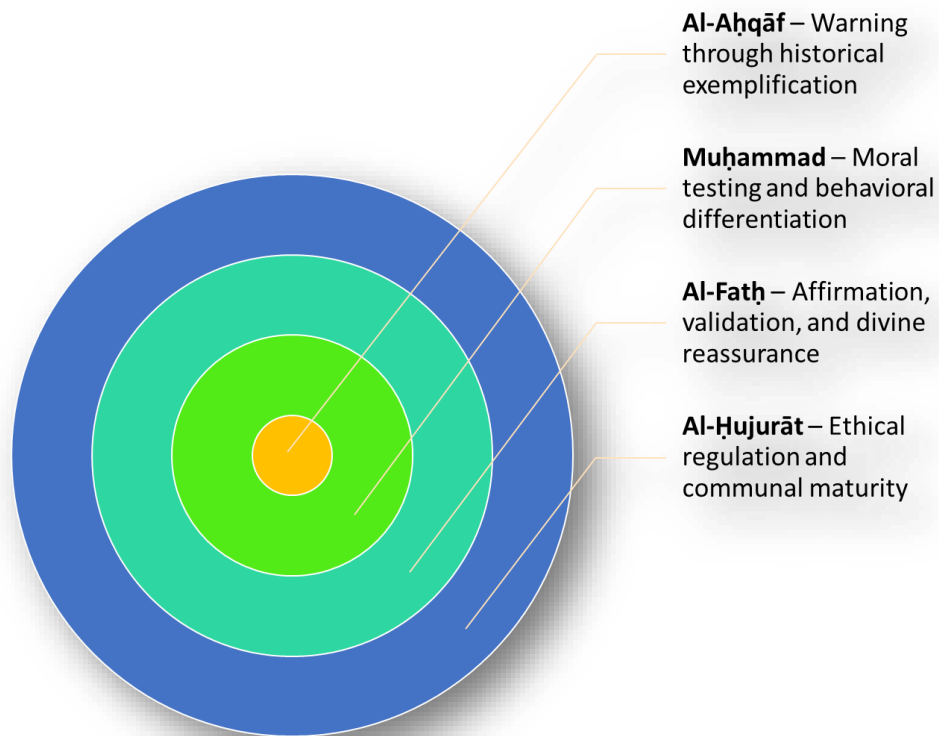 Al-Aḥqāf – Warning
through historical
exemplification
Muḥammad – Moral
testing and behavioral
differentiation
Al-Fatḥ – Affirmation,
validation, and divine
reassurance
Al-Ḥujurāt – Ethical
regulation and
communal maturity